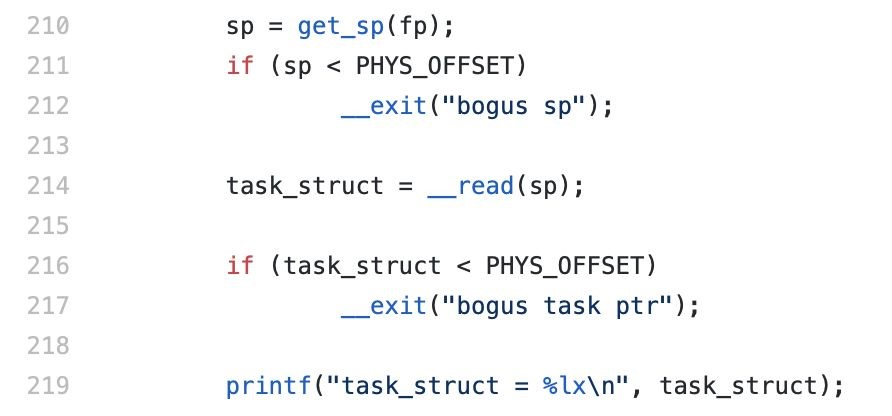 210 sp = get_sp(fp);
211 if (sp < PHYS_OFFSET)
212 __exit("bogus sp");
213
214 task_struct = __read(sp);
215
216 if (task_struct < PHYS_OFFSET)
217 __exit("bogus task ptr");
218
219 printf("task_struct = %lx\n", task_struct);